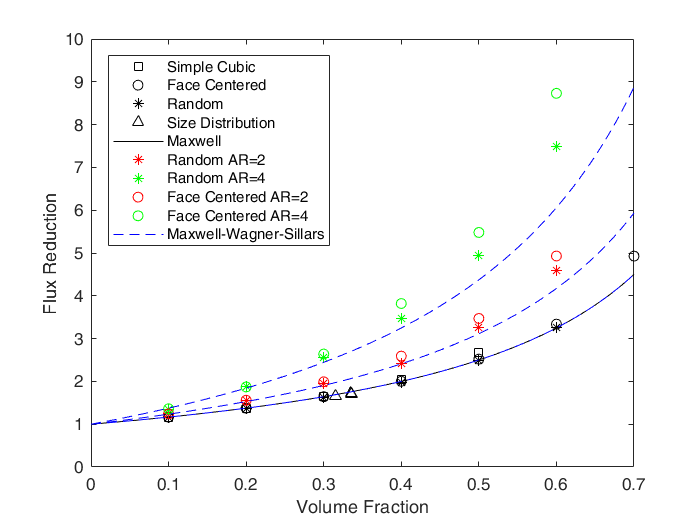 10
9
8
7
6
5
4
3
2
1
0
Flux Reduction
Simple Cubic
Face Centered
Random
Size Distribution
Maxwell
Random AR=2
Random AR=4
Face Centered AR=2
Face Centered AR=4
Maxwell-Wagner-Sillars
0 0.1 0.2 0.3 0.4 0.5 0.6 0.7
Volume Fraction